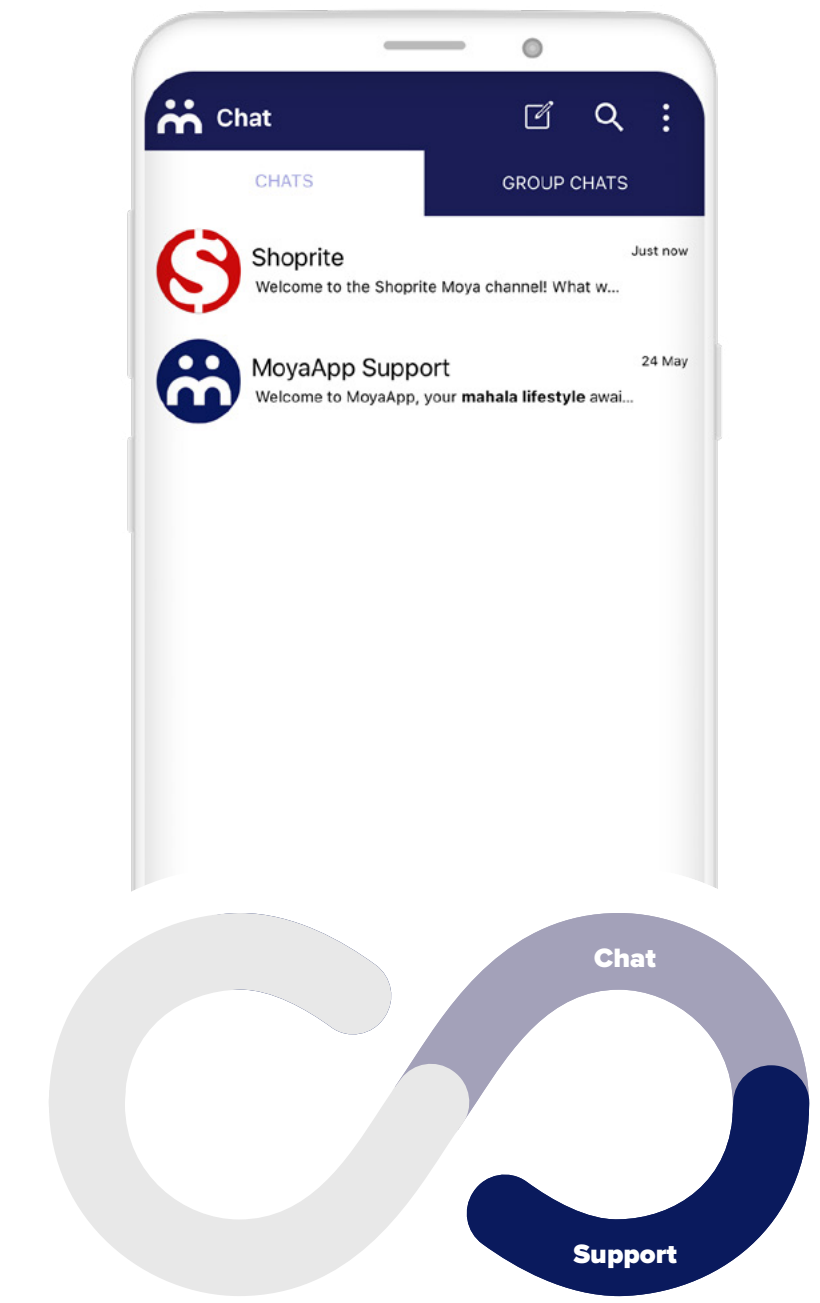 Chat
CHATS
GROUP CHATS
Shoprite
Just now
Welcome to the Shoprite Moya channel! What w...
MoyaApp Support
24 May
Welcome to MoyaApp, your mahala lifestyle awai...
Chat
Support